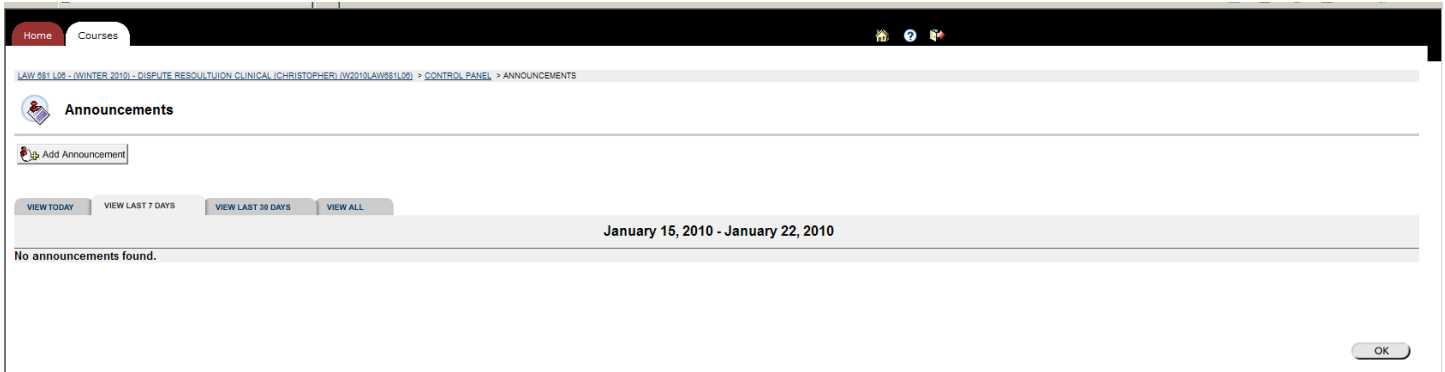 Home Courses
LAW 681 L06 - (WINTER 2010) - DISPUTE RESOULTUION CLINICAL (CHRISTOPHER) (W2010LAW681L06) > CONTROL PANEL > ANNOUNCEMENTS
Announcements
Add Announcement
VIEW TODAY VIEW LAST 7 DAYS VIEW LAST 30 DAYS VIEW ALL
January 15, 2010 - January 22, 2010
No announcements found.
OK